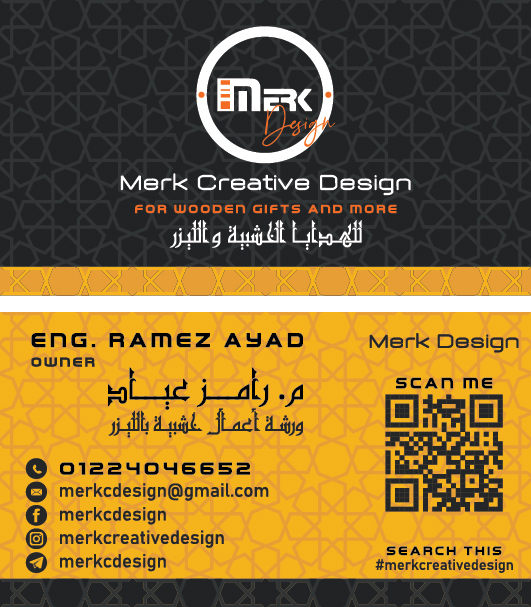 MERK
Design
Merk Creative Design
FOR WOODEN GIFTS AND MORE
للهدايا الخشبية والليزر
ENG. RAMEZ AYAD
OWNER
م. رامز عياد
ورشة أعمال خشبية بالليزر
01224046652
merkcdesign@gmail.com
merkcdesign
merkcreativedesign
merkcdesign
Merk Design
SCAN ME
SEARCH THIS
#merkcreativedesign